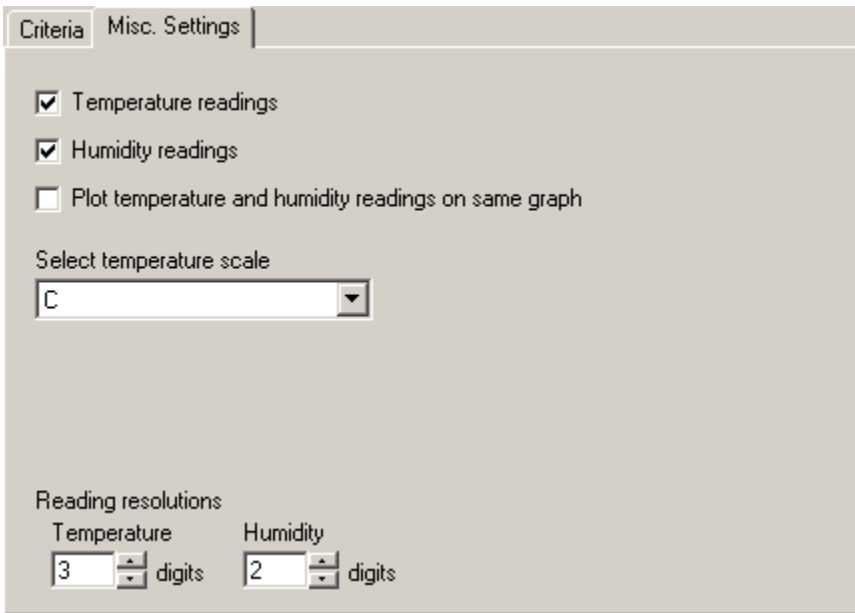 Criteria Misc. Settings
Temperature readings
Humidity readings
Plot temperature and humidity readings on same graph
Select temperature scale
C
Reading resolutions
Temperature Humidity
3 digits 2 digits